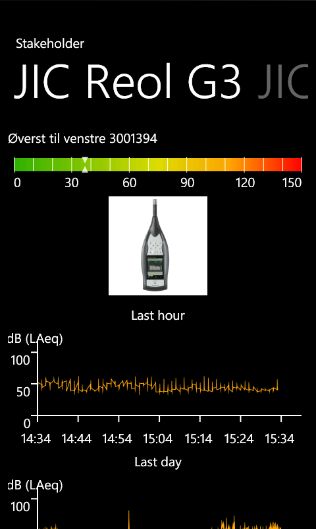 Stakeholder
JIC Reol G3 JIC
Øverst til venstre 3001394
0 30 60 90 120 150
Last hour
dB (LAeq)
100
50
0
14:34 14:44 14:54 15:04 15:14 15:24 15:34
Last day
dB (LAeq)
100